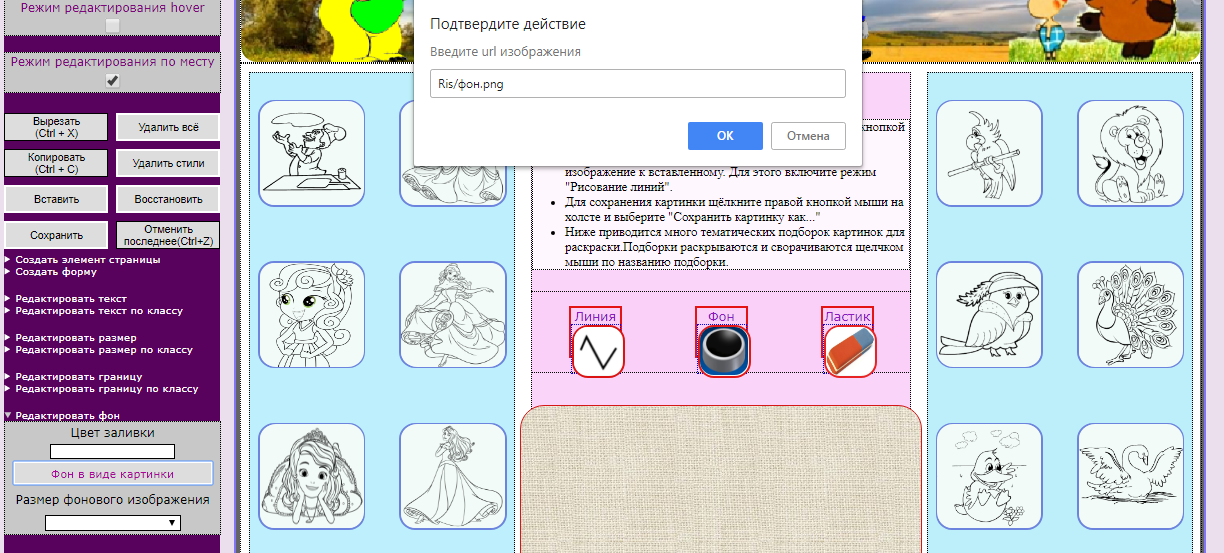 Режим редактирования hover
Режим редактирования по месту
Вырезать
(Ctrl + X)
Удалить всё
Копировать
(Ctrl + C)
Удалить стили
Вставить
Восстановить
Сохранить
Отменить
последнее(Ctrl+Z)
Создать элемент страницы
Создать форму
Редактировать текст
Редактировать текст по классу
Редактировать размер
Редактировать размер по классу
Редактировать границу
Редактировать границу по классу
Редактировать фон
Цвет заливки
Фон в виде картинки
Размер фонового изображения
Подтвердите действие
Введите url изображения
Ris/фон.png
OK
Отмена
кнопкой
изображение к вставленному. Для этого включите режим
"Рисование линий".
Для сохранения картинки щёлкните правой кнопкой мыши на
холсте и выберите "Сохранить картинку как..."
Ниже приводится много тематических подборок картинок для
раскраски.Подборки раскрываются и сворачиваются щелчком
мыши по названию подборки.
Линия
Фон
Ластик